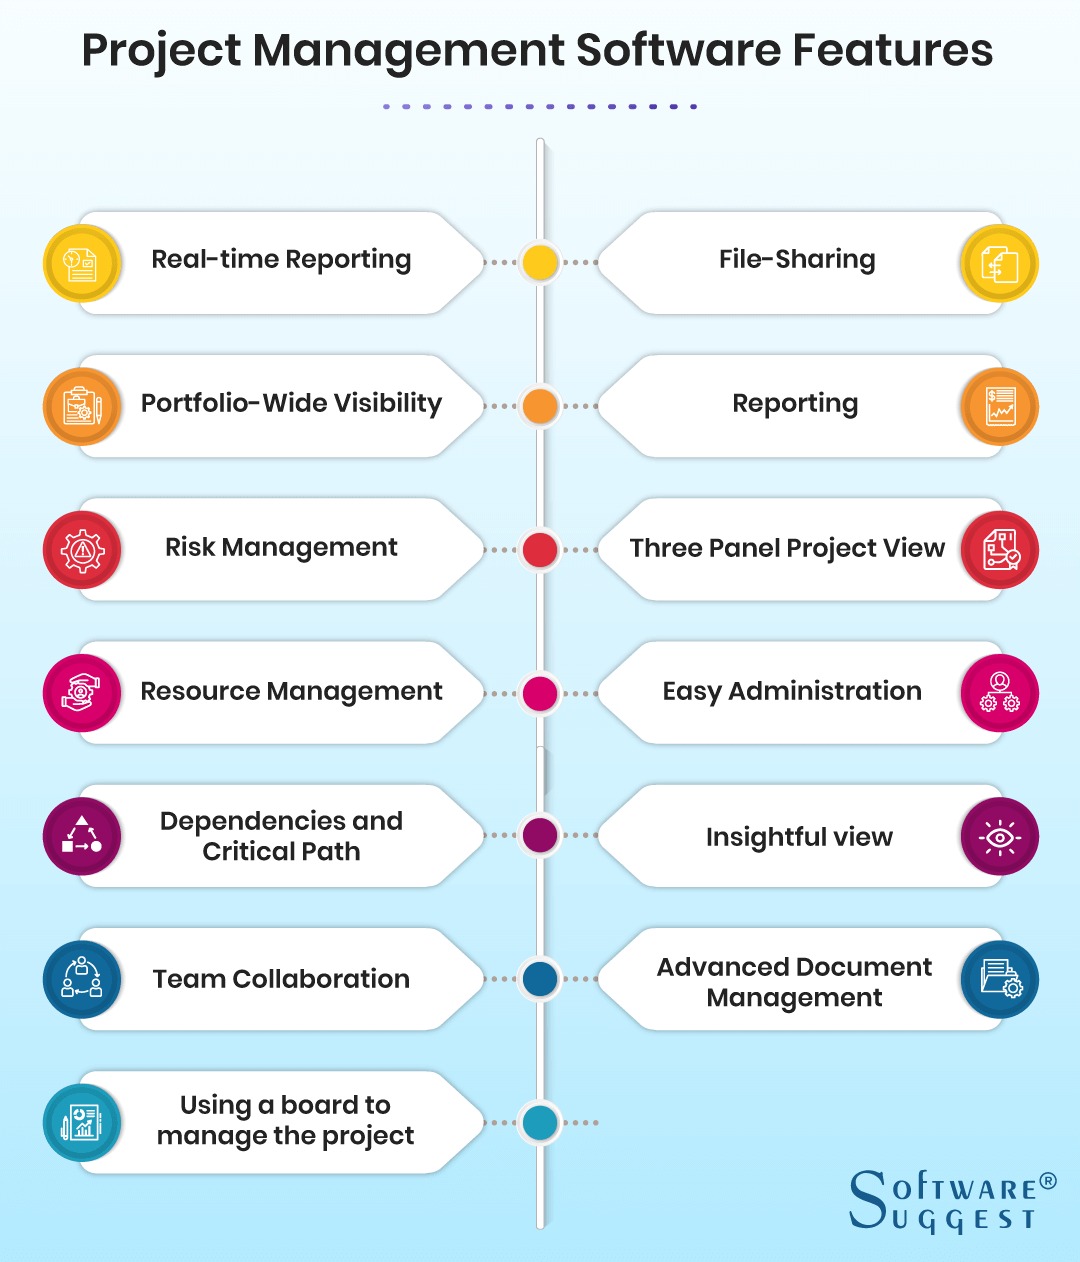 Project Management Software Features
Real-time Reporting
File-Sharing
Portfolio-Wide Visibility
Reporting
Risk Management
Three Panel Project View
Resource Management
Easy Administration
Dependencies and
Critical Path
Insightful view
Team Collaboration
Advanced Document
Management
Using a board to
manage the project
SOFTWARE®
SUGGEST